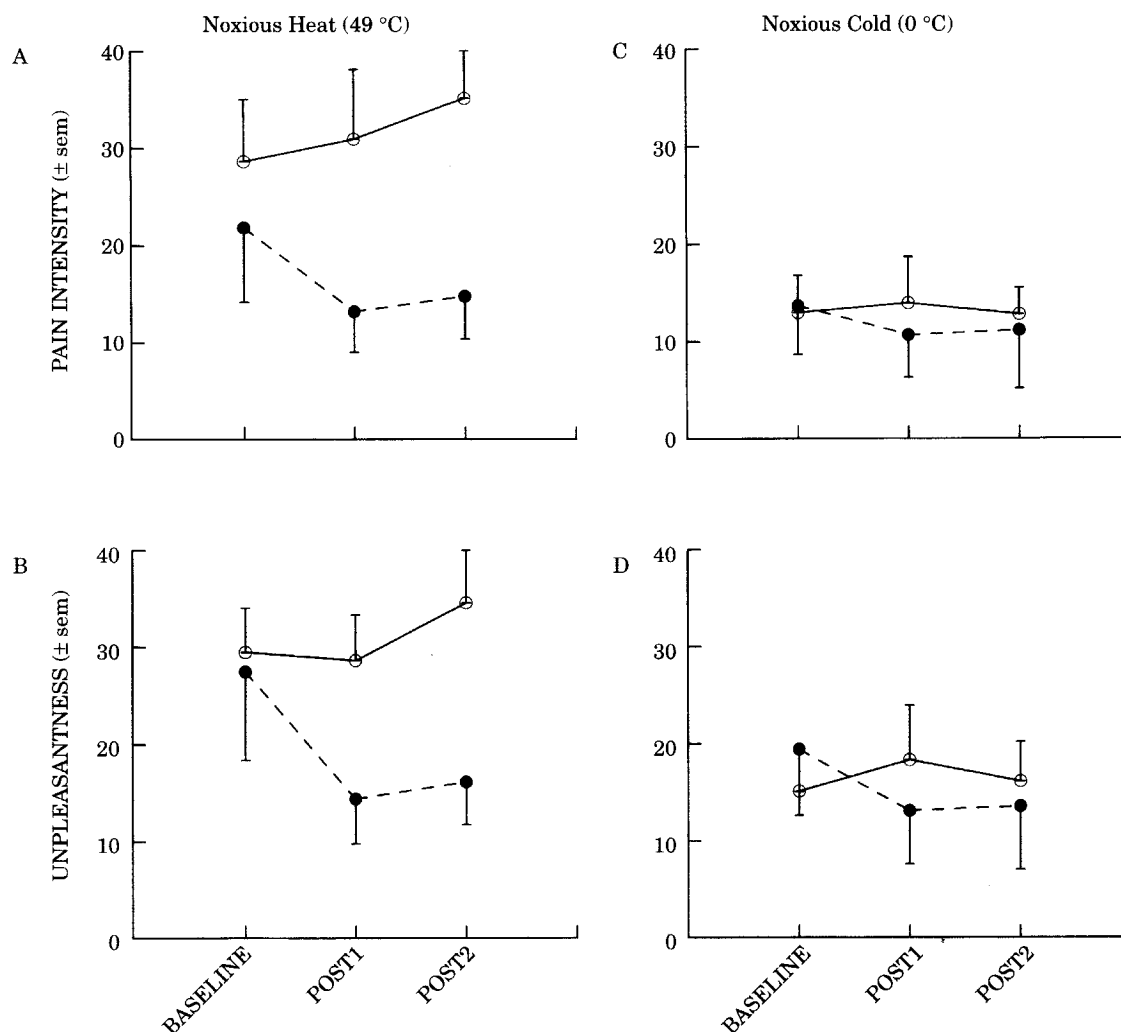 Noxious Heat (49 °C)
Noxious Cold (0 °C)
A
PAIN INTENSITY (± sem)
40
30
20
10
0
C
40
30
20
10
0
B
UNPLEASANTNESS (± sem)
40
30
20
10
0
BASELINE
POST1
POST2
D
40
30
20
10
0
BASELINE
POST1
POST2